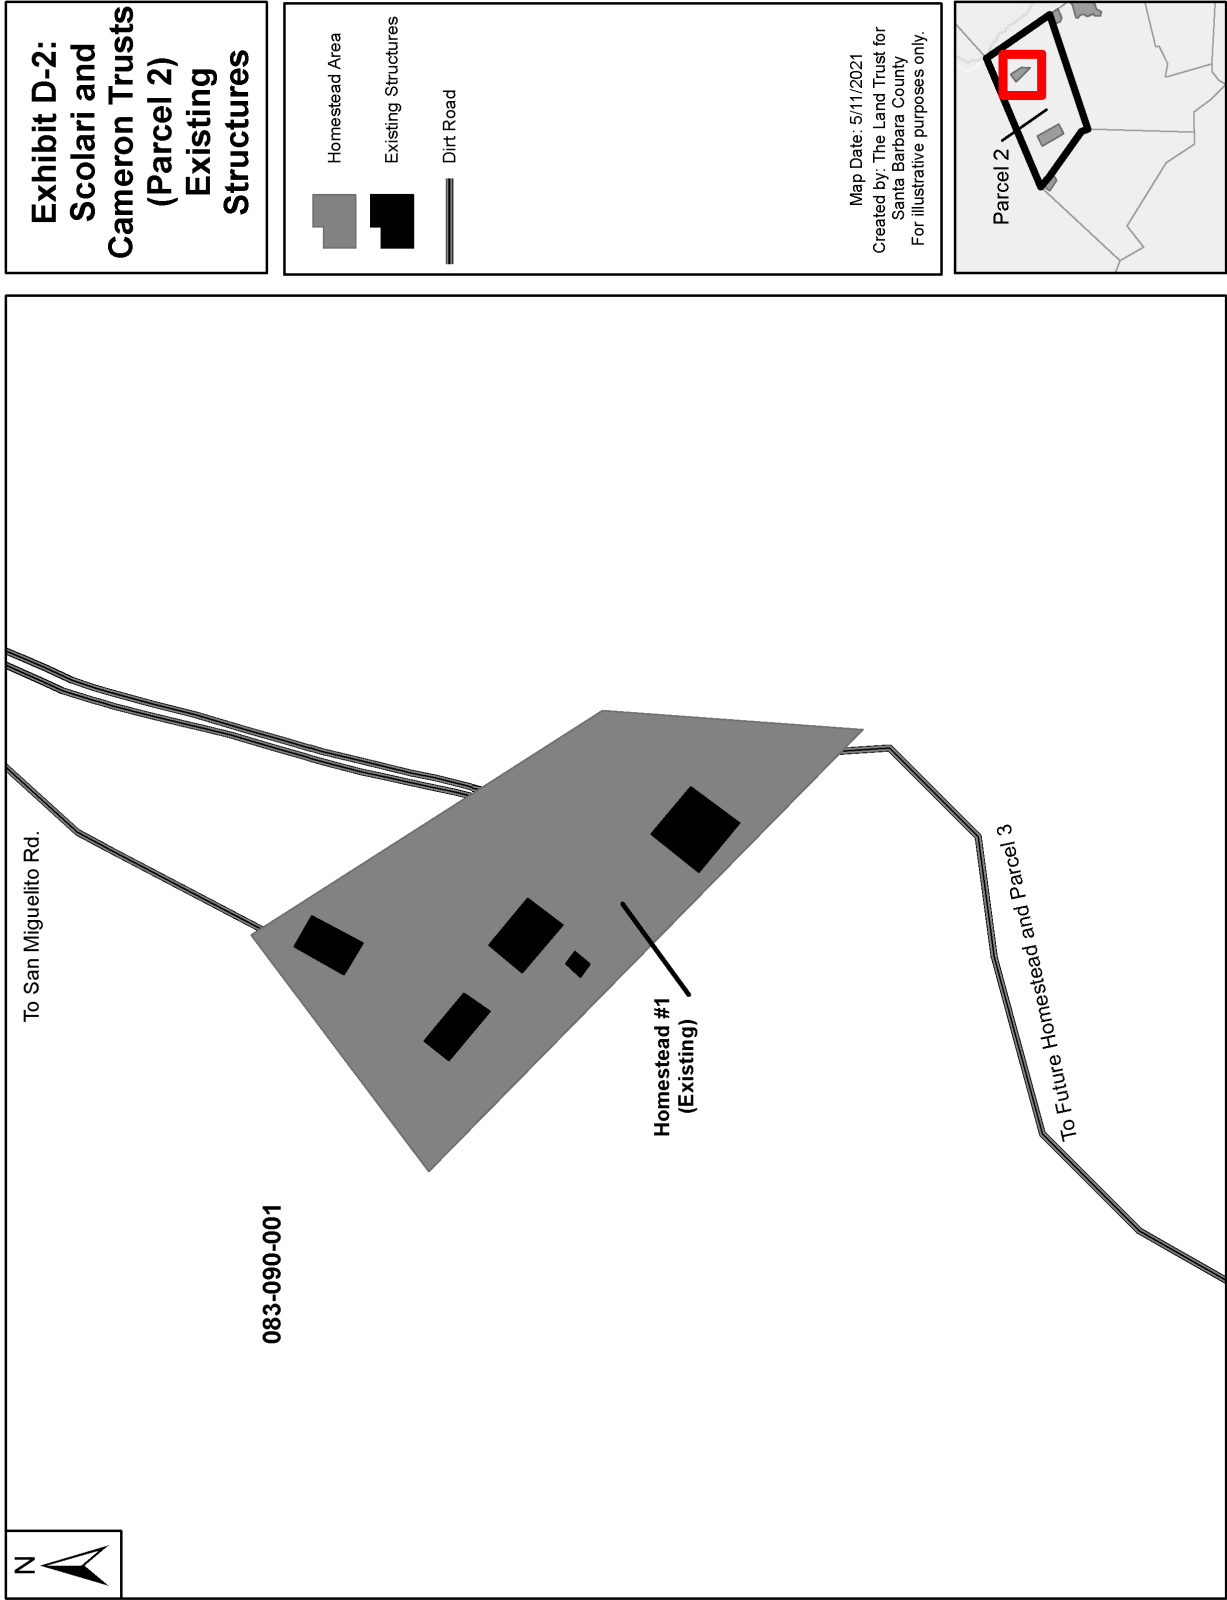 Exhibit D-2:
Scolari and
Cameron Trusts
(Parcel 2)
Existing
Structures
Homestead Area
Existing Structures
Dirt Road
Map Date: 5/11/2021
Created by: The Land Trust for
Santa Barbara County
For illustrative purposes only.
Parcel 2
N
To San Miguelito Rd.
083-090-001
Homestead #1
(Existing)
To Future Homestead and Parcel 3